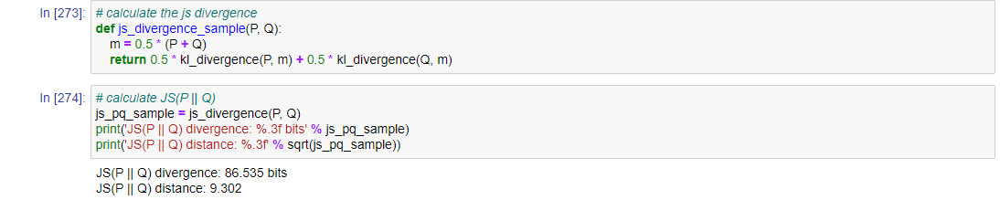 In [273]: # calculate the js divergence
def js_divergence_sample(P, Q):
    m = 0.5 * (P + Q)
    return 0.5 * kl_divergence(P, m) + 0.5 * kl_divergence(Q, m)
In [274]: # calculate JS(P || Q)
js_pq_sample = js_divergence(P, Q)
print('JS(P || Q) divergence: %.3f bits' % js_pq_sample)
print('JS(P || Q) distance: %.3f' % sqrt(js_pq_sample))
JS(P || Q) divergence: 86.535 bits
JS(P || Q) distance: 9.302